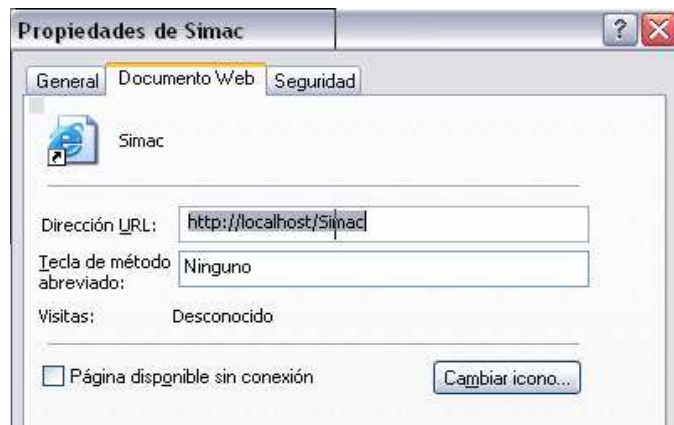 Propiedades de Simac
?
General Documento Web Seguridad
Simac
Dirección URL: http://localhost/Simac
Tecla de método abreviado: Ninguno
Visitas: Desconocido
Página disponible sin conexión Cambiar icono...